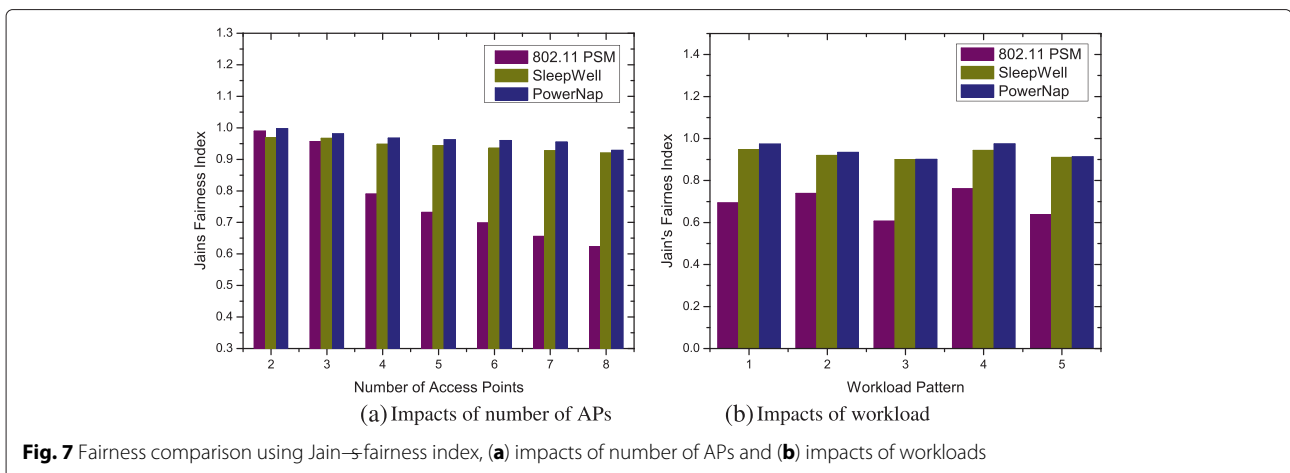 1.3
1.2
1.1
1.0
0.9
0.8
0.7
0.6
0.5
0.4
0.3
Jains Fairness Index
802.11 PSM
SleepWell
PowerNap
2 3 4 5 6 7 8
Number of Access Points
(a) Impacts of number of APs
1.4
1.2
1.0
0.8
0.6
0.4
0.2
0.0
Jain's Fairnes Index
802.11 PSM
SleepWell
PowerNap
1 2 3 4 5
Workload Pattern
(b) Impacts of workload
Fig. 7 Fairness comparison using Jain–s fairness index, (a) impacts of number of APs and (b) impacts of workloads